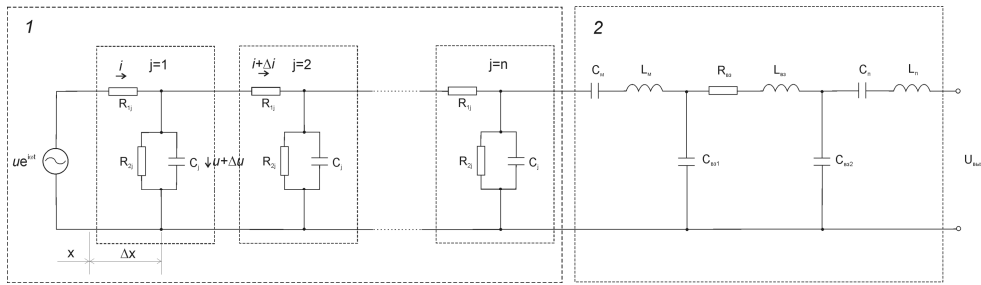 1
2
i
j=1
i+Δi
j=2
j=n
R1j
R1j
R1j
Cм
Lм
Rвз
Lвз
Cп
Lп
ueiωt
R2j
Cj
u+Δu
R2j
Cj
R2j
Cj
Cвз1
Cвз2
Uвых
x
Δx